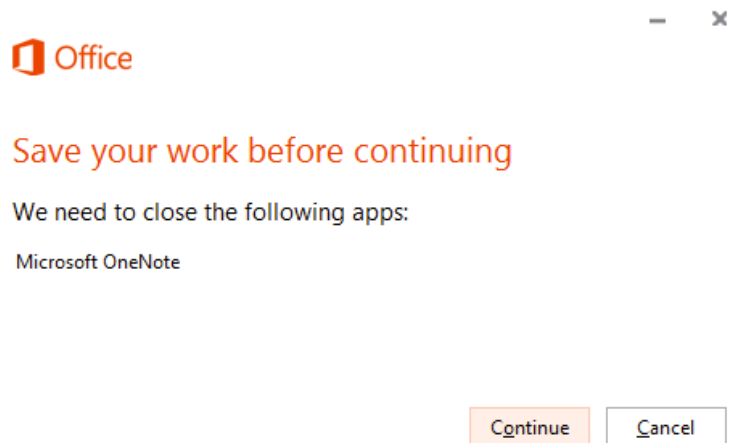 Office
Save your work before continuing
We need to close the following apps:
Microsoft OneNote
Continue Cancel